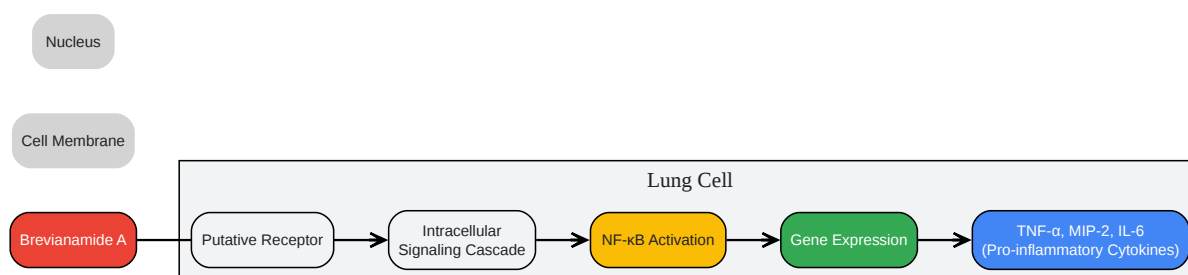 Nucleus
Cell Membrane
Lung Cell
Brevianamide A
Putative Receptor
Intracellular
Signaling Cascade
NF-κB Activation
Gene Expression
TNF-α, MIP-2, IL-6
(Pro-inflammatory Cytokines)